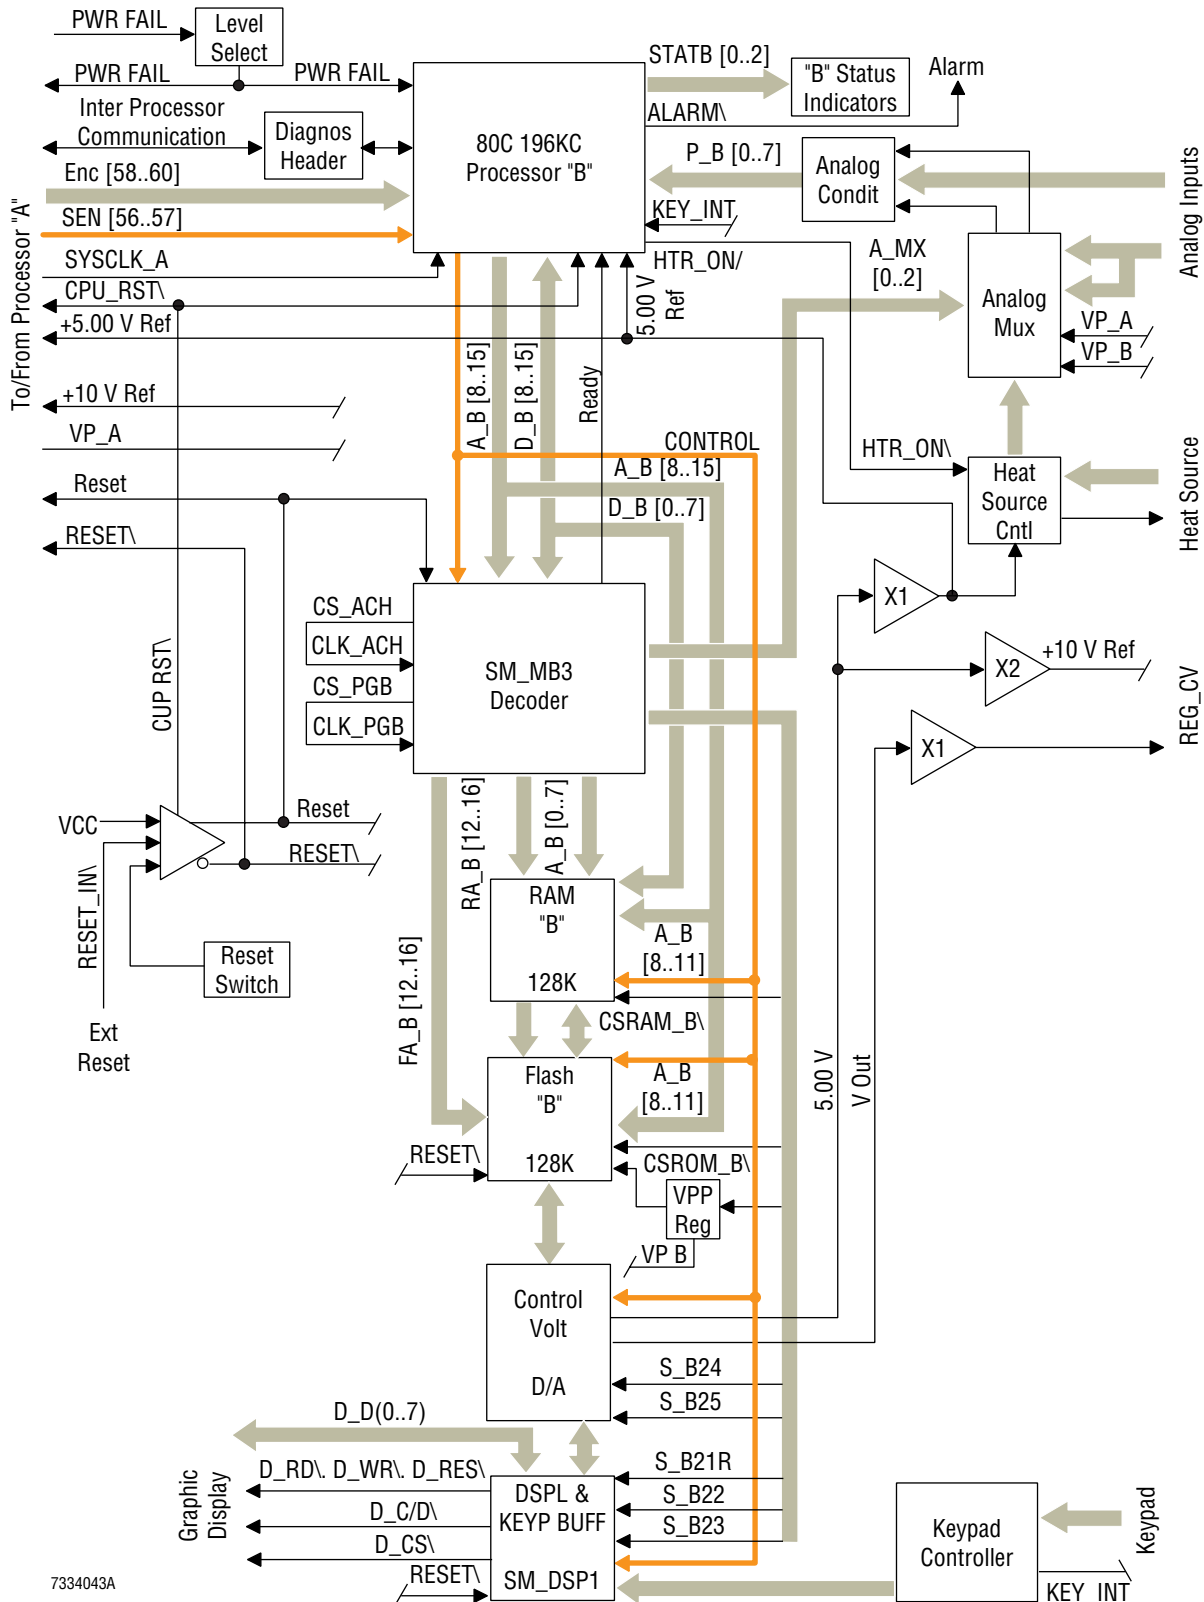 PWR FAIL
Level
Select
PWR FAIL
PWR FAIL
Inter Processor
Communication
Diagnos
Header
Enc [58..60]
SEN [56..57]
SYSCLK_A
CPU_RST\
+5.00 V Ref
+10 V Ref
VP_A
Reset
RESET\
To/From Processor "A"
80C 196KC
Processor "B"
STATB [0..2]
"B" Status
Indicators
Alarm
ALARM\
P_B [0..7]
Analog
Condit
KEY_INT
HTR_ON/
5.00 V
Ref
A_MX
[0..2]
Analog
Mux
Analog Inputs
VP_A
VP_B
A_B [8..15]
D_B [8..15]
Ready
CONTROL
A_B [8..15]
D_B [0..7]
HTR_ON\
Heat
Source
Cntl
Heat Source
CS_ACH
CLK_ACH
CS_PGB
CLK_PGB
SM_MB3
Decoder
X1
X2
+10 V Ref
X1
REG_CV
CUP RST\
VCC
Reset
RESET\
RESET_IN\
Reset
Switch
Ext
Reset
RA_B [12..16]
A_B [0..7]
FA_B [12..16]
RAM
"B"
128K
A_B
[8..11]
CSRAM_B\
Flash
"B"
128K
A_B
[8..11]
RESET\
CSROM_B\
VPP
Reg
VP B
5.00 V
V Out
Control
Volt
D/A
S_B24
S_B25
D_D(0..7)
D_RD\. D_WR\. D_RES\
D_C/D\
D_CS\
RESET\
Graphic
Display
DSPL &
KEYP BUFF
SM_DSP1
S_B21R
S_B22
S_B23
Keypad
Controller
Keypad
KEY_INT
7334043A